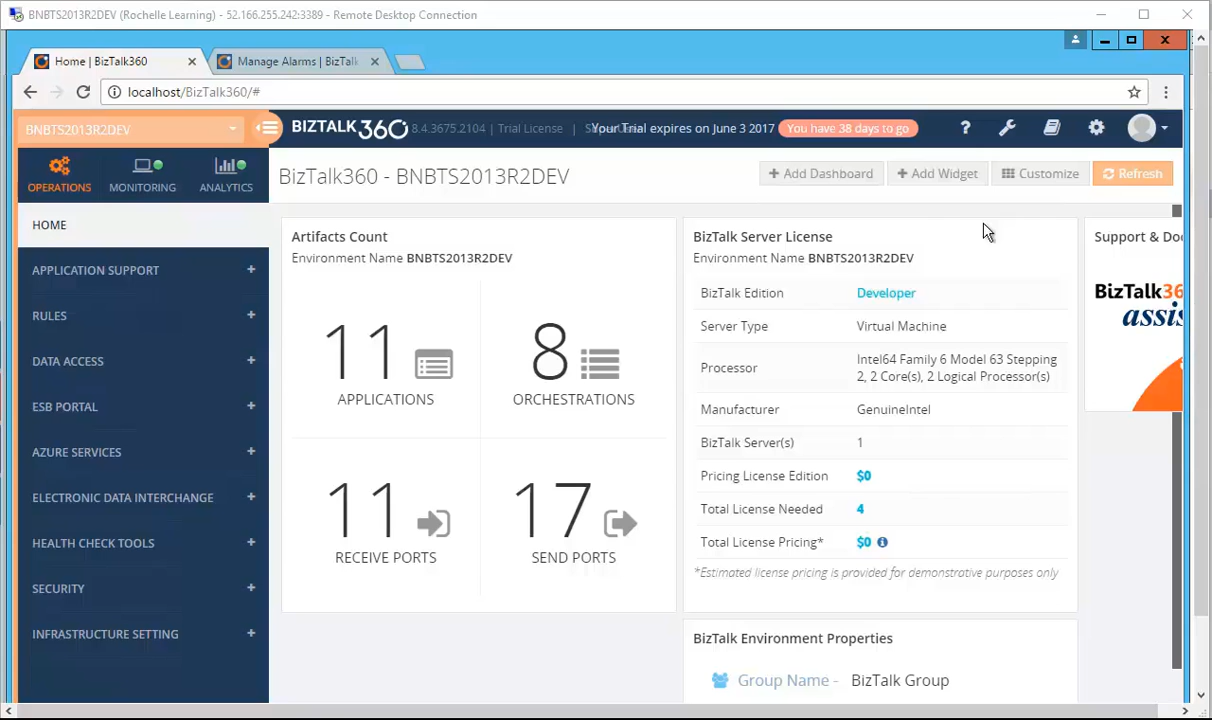 BNBTS2013R2DEV (Rochelle Learning) - 52.166.255.242:3389 - Remote Desktop Connection
Home | BizTalk360
Manage Alarms | BizTalk
localhost/BizTalk360/#
BNBTS2013R2DEV
BIZTALK360
8.4.3675.2104 | Trial License |
Your Trial expires on June 3 2017
You have 38 days to go
OPERATIONS
MONITORING
ANALYTICS
BizTalk360 - BNBTS2013R2DEV
+ Add Dashboard
+ Add Widget
Customize
Refresh
HOME
APPLICATION SUPPORT +
RULES +
DATA ACCESS +
ESB PORTAL +
AZURE SERVICES +
ELECTRONIC DATA INTERCHANGE +
HEALTH CHECK TOOLS +
SECURITY +
INFRASTRUCTURE SETTING +
Artifacts Count
Environment Name BNBTS2013R2DEV
11
APPLICATIONS
8
ORCHESTRATIONS
11
RECEIVE PORTS
17
SEND PORTS
BizTalk Server License
Environment Name BNBTS2013R2DEV
BizTalk Edition Developer
Server Type Virtual Machine
Processor Intel64 Family 6 Model 63 Stepping
2, 2 Core(s), 2 Logical Processor(s)
Manufacturer GenuineIntel
BizTalk Server(s) 1
Pricing License Edition $0
Total License Needed 4
Total License Pricing* $0
*Estimated license pricing is provided for demonstrative purposes only
BizTalk Environment Properties
Group Name - BizTalk Group
Support & Do
BizTalk36
assis